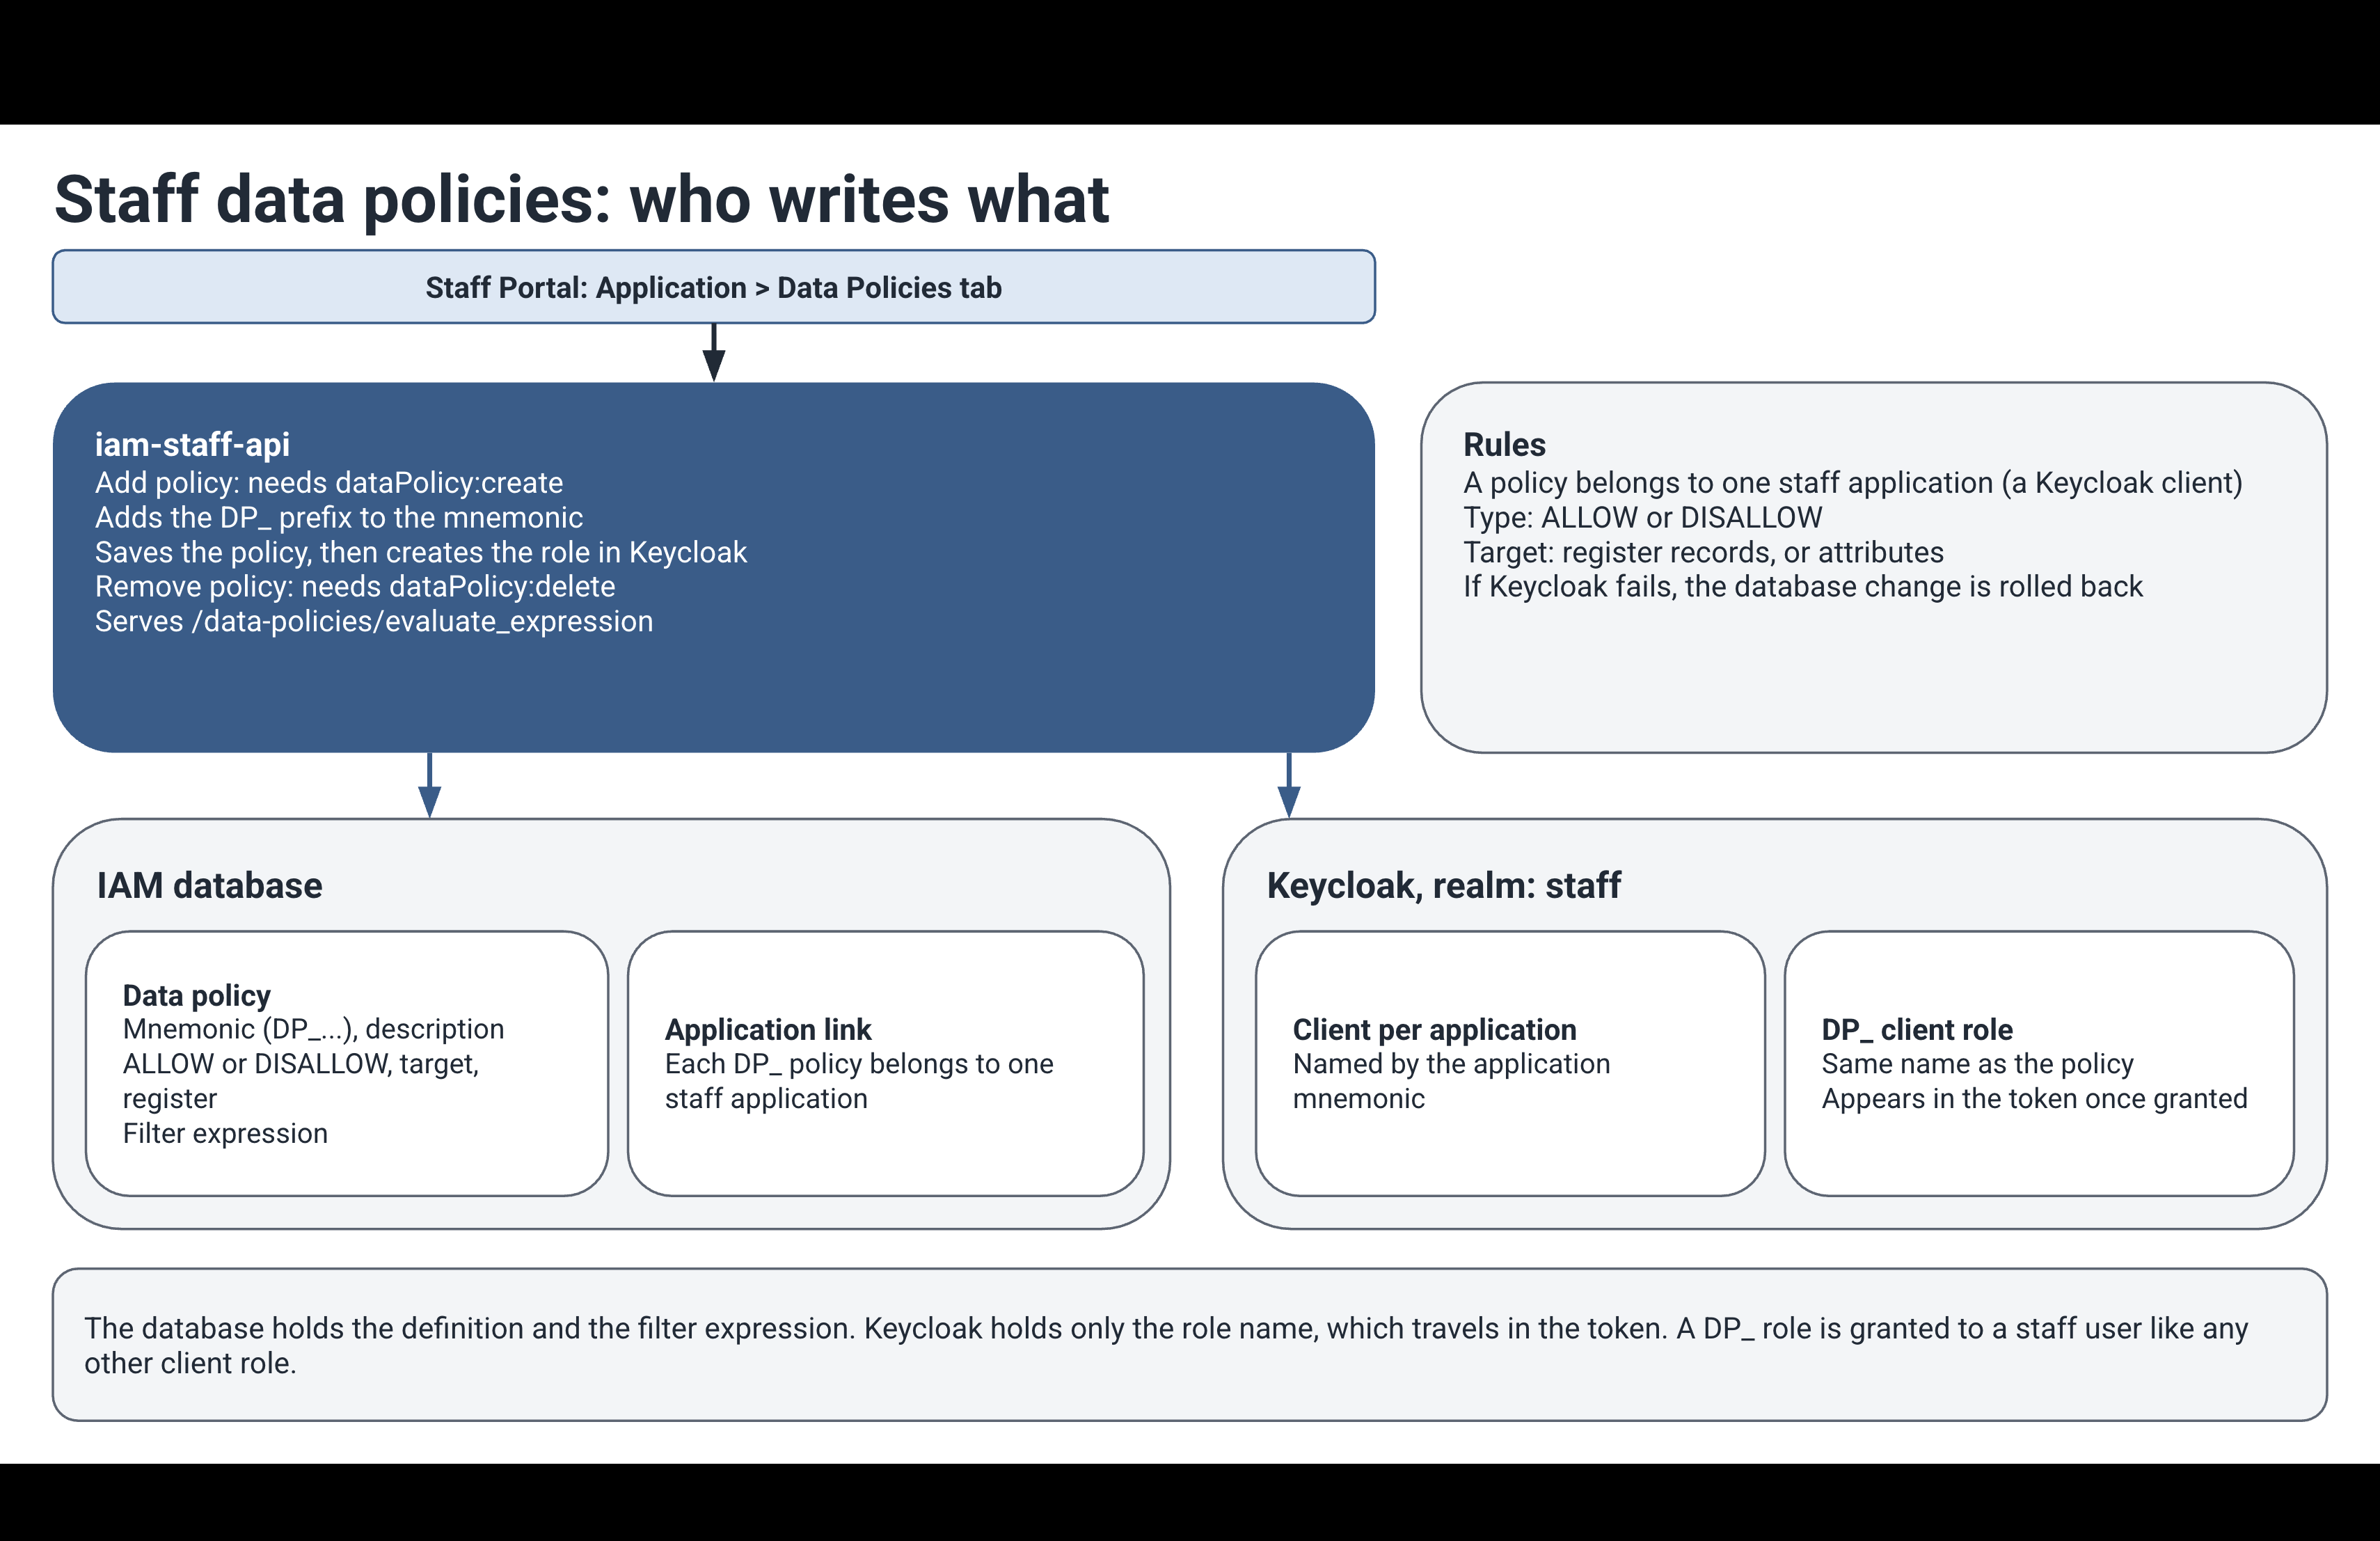 Staff data policies: who writes what
Staff Portal: Application > Data Policies tab
iam-staff-api
Add policy: needs dataPolicy:create
Adds the DP_ prefix to the mnemonic
Saves the policy, then creates the role in Keycloak
Remove policy: needs dataPolicy:delete
Serves /data-policies/evaluate_expression
Rules
A policy belongs to one staff application (a Keycloak client)
Type: ALLOW or DISALLOW
Target: register records, or attributes
If Keycloak fails, the database change is rolled back
IAM database
Data policy
Mnemonic (DP_...), description
ALLOW or DISALLOW, target,
register
Filter expression
Application link
Each DP_ policy belongs to one
staff application
Keycloak, realm: staff
Client per application
Named by the application
mnemonic
DP_ client role
Same name as the policy
Appears in the token once granted
The database holds the definition and the filter expression. Keycloak holds only the role name, which travels in the token. A DP_ role is granted to a staff user like any
other client role.